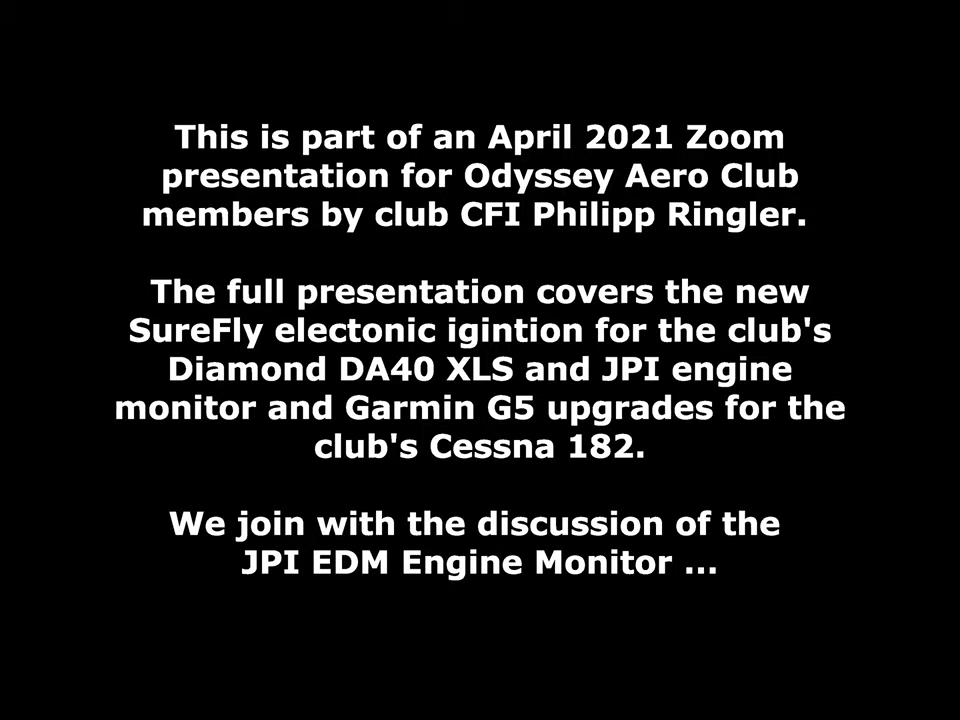 This is part of an April 2021 Zoom
presentation for Odyssey Aero Club
members by club CFI Philipp Ringler.
The full presentation covers the new
SureFly electonic igintion for the club's
Diamond DA40 XLS and JPI engine
monitor and Garmin G5 upgrades for the
club's Cessna 182.
We join with the discussion of the
JPI EDM Engine Monitor ...